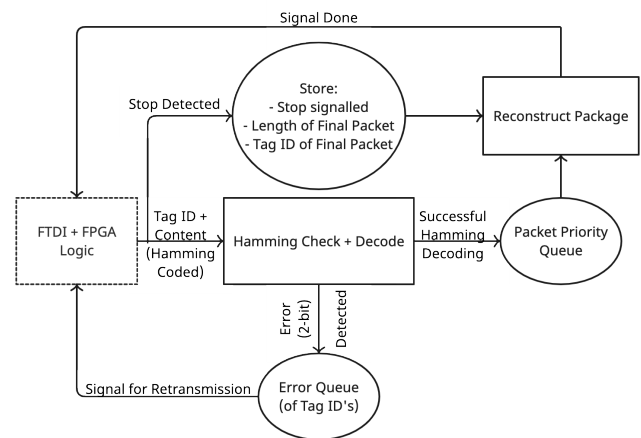 Signal Done
Stop Detected
Store:
- Stop signalled
- Length of Final Packet
- Tag ID of Final Packet
Reconstruct Package
FTDI + FPGA
Logic
Tag ID +
Content
(Hamming
Coded)
Hamming Check + Decode
Successful
Hamming
Decoding
Packet Priority
Queue
Error
(2-bit)
Detected
Signal for Retransmission
Error Queue
(of Tag ID's)